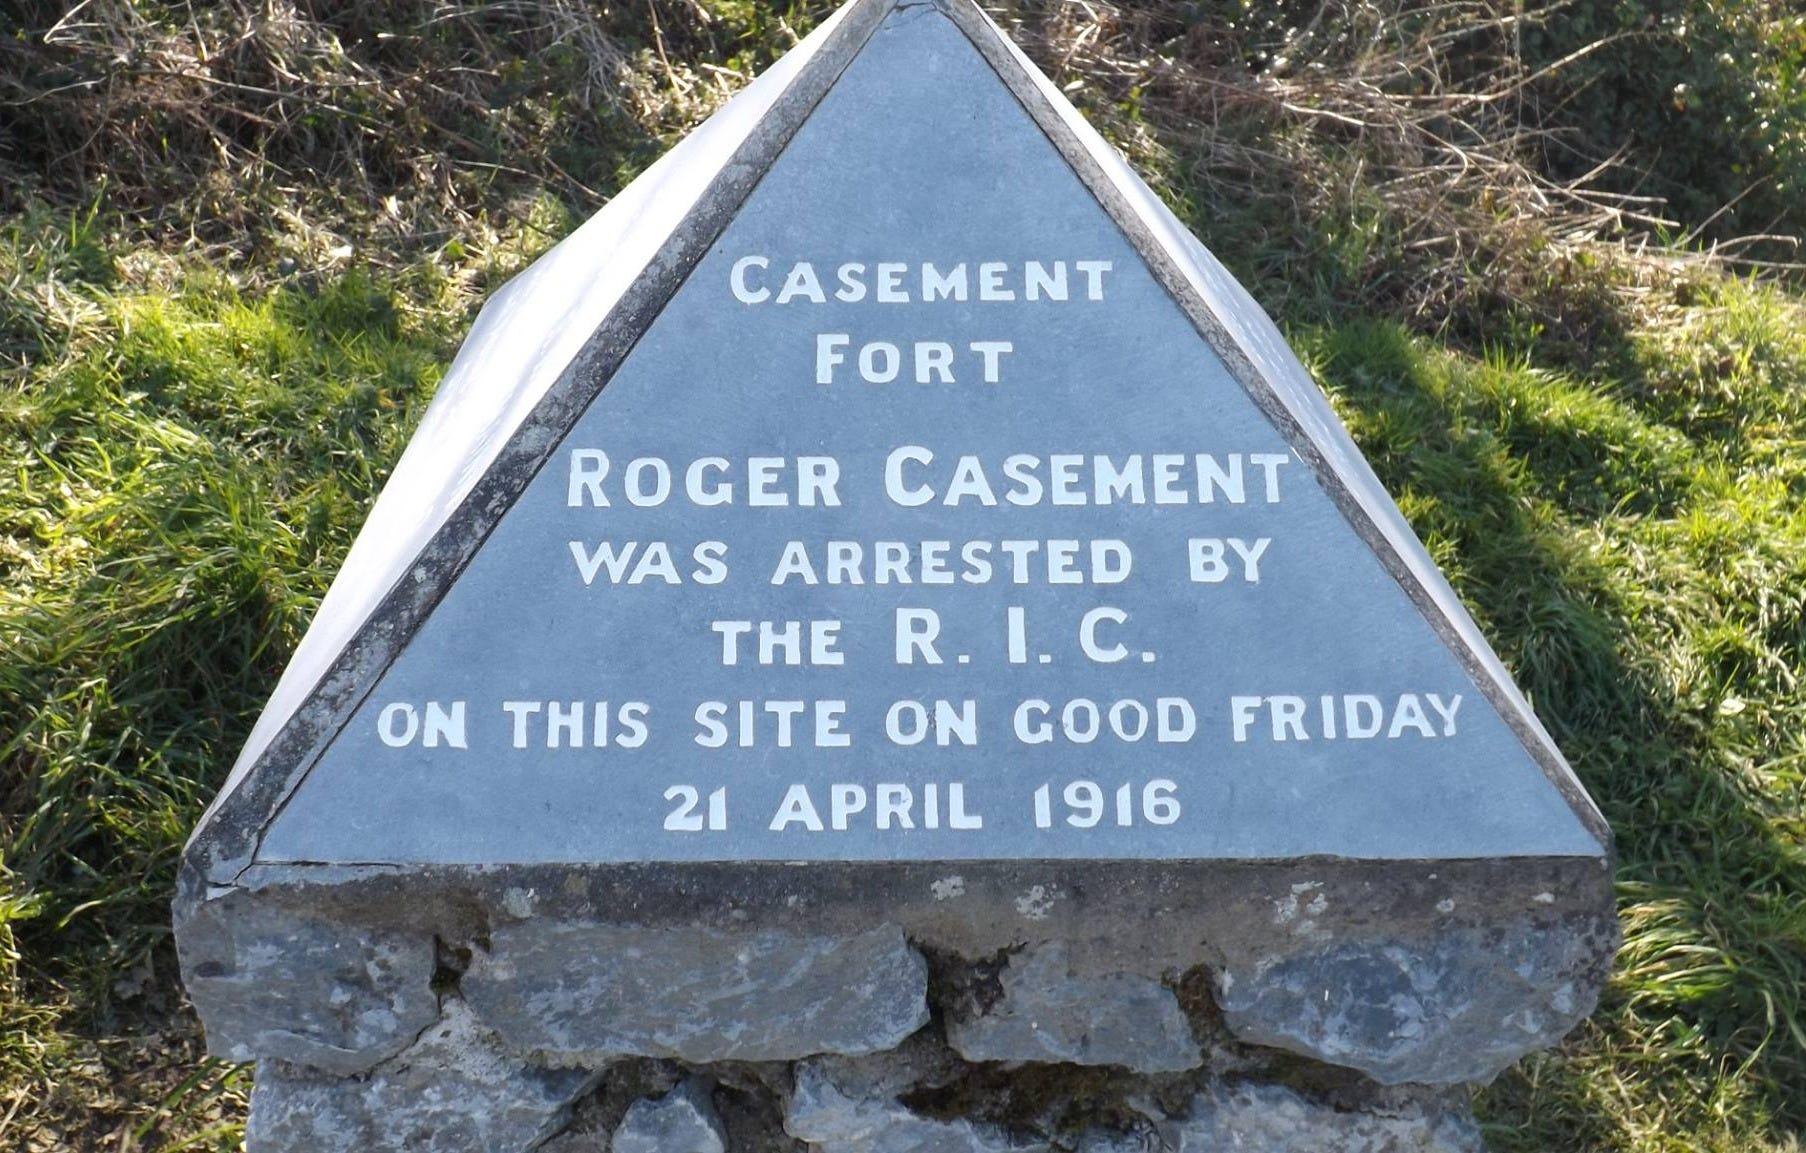 CASEMENT
FORT
ROGER CASEMENT
WAS ARRESTED BY
THE R. I. C.
ON THIS SITE ON GOOD FRIDAY
21 APRIL 1916